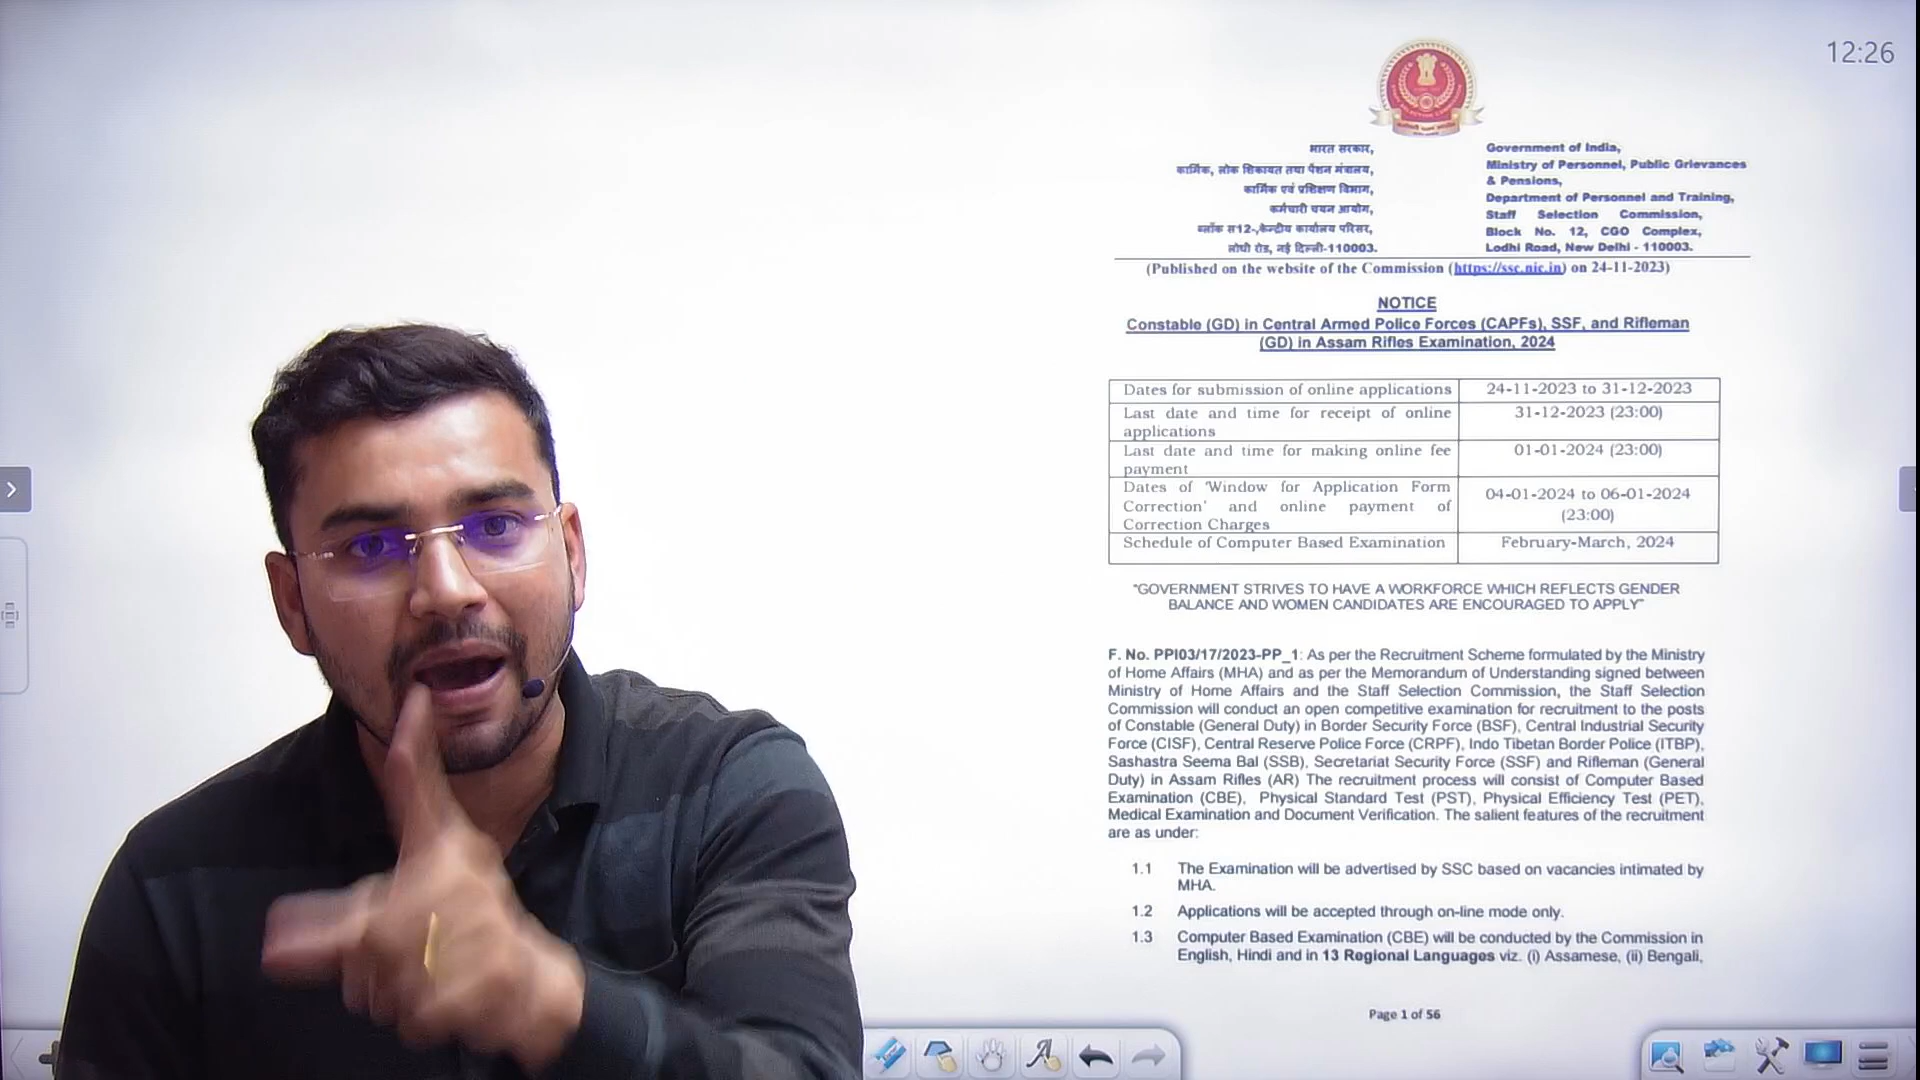 12:26
भारत सरकार,
कार्मिक, लोक शिकायत तथा पेंशन मंत्रालय,
कार्मिक एवं प्रशिक्षण विभाग,
कर्मचारी चयन आयोग,
ब्लॉक स12-,केन्द्रीय कार्यालय परिसर,
लोधी रोड, नई दिल्ली-110003.
Government of India,
Ministry of Personnel, Public Grievances
& Pensions,
Department of Personnel and Training,
Staff Selection Commission,
Block No. 12, CGO Complex,
Lodhi Road, New Delhi - 110003.
(Published on the website of the Commission (https://ssc.nic.in) on 24-11-2023)
NOTICE
Constable (GD) in Central Armed Police Forces (CAPFs), SSF, and Rifleman
(GD) in Assam Rifles Examination, 2024
Dates for submission of online applications 24-11-2023 to 31-12-2023
Last date and time for receipt of online 31-12-2023 (23:00)
applications
Last date and time for making online fee 01-01-2024 (23:00)
payment
Dates of 'Window for Application Form 04-01-2024 to 06-01-2024
Correction' and online payment of (23:00)
Correction Charges
Schedule of Computer Based Examination February-March, 2024
"GOVERNMENT STRIVES TO HAVE A WORKFORCE WHICH REFLECTS GENDER
BALANCE AND WOMEN CANDIDATES ARE ENCOURAGED TO APPLY"
F. No. PPI03/17/2023-PP_1: As per the Recruitment Scheme formulated by the Ministry
of Home Affairs (MHA) and as per the Memorandum of Understanding signed between
Ministry of Home Affairs and the Staff Selection Commission, the Staff Selection
Commission will conduct an open competitive examination for recruitment to the posts
of Constable (General Duty) in Border Security Force (BSF), Central Industrial Security
Force (CISF), Central Reserve Police Force (CRPF), Indo Tibetan Border Police (ITBP),
Sashastra Seema Bal (SSB), Secretariat Security Force (SSF) and Rifleman (General
Duty) in Assam Rifles (AR) The recruitment process will consist of Computer Based
Examination (CBE), Physical Standard Test (PST), Physical Efficiency Test (PET),
Medical Examination and Document Verification. The salient features of the recruitment
are as under:
1.1 The Examination will be advertised by SSC based on vacancies intimated by
MHA.
1.2 Applications will be accepted through on-line mode only.
1.3 Computer Based Examination (CBE) will be conducted by the Commission in
English, Hindi and in 13 Regional Languages viz. (i) Assamese, (ii) Bengali,
Page 1 of 56